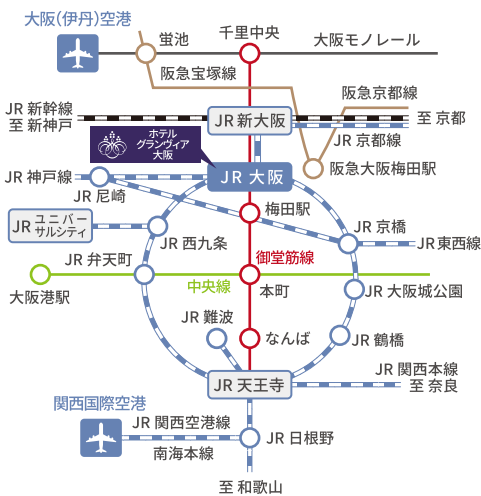 大阪(伊丹)空港
蛍池
千里中央
大阪モノレール
阪急宝塚線
阪急京都線
JR 新幹線
至 新神戸
JR 新大阪
至 京都
JR 京都線
ホテル
グランヴィア
大阪
阪急大阪梅田駅
JR 神戸線
JR 大阪
JR 尼崎
梅田駅
JR ユニバーサルシティ
JR 西九条
JR 京橋
JR 東西線
JR 弁天町
御堂筋線
中央線
本町
大阪港駅
JR 大阪城公園
JR 難波
なんば
JR 鶴橋
JR 関西本線
至 奈良
JR 天王寺
関西国際空港
JR 関西空港線
南海本線
JR 日根野
至 和歌山